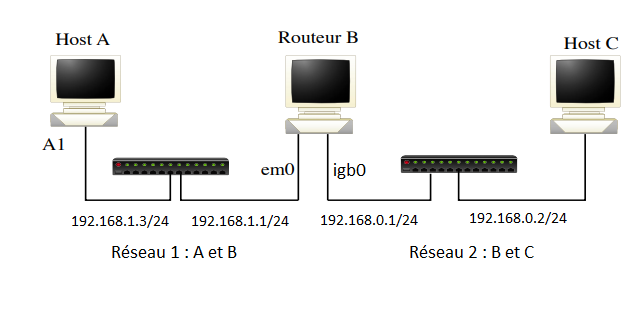 Host A
Routeur B
Host C
A1
em0
igb0
192.168.1.3/24
192.168.1.1/24
192.168.0.1/24
192.168.0.2/24
Réseau 1 : A et B
Réseau 2 : B et C